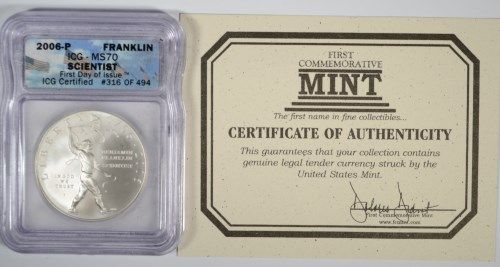 2006-P FRANKLIN
ICG - MS70
SCIENTIST
First Day of Issue™
ICG Certified #316 OF 494
LIBERTY
BENJAMIN
FRANKLIN
SCIENTIST
IN GOD
WE
TRUST
FIRST
COMMEMORATIVE
MINT
The first name in fine collectibles...
CERTIFICATE OF AUTHENTICITY
This guarantees that your collection contains
genuine legal tender currency struck by the
United States Mint.
First Commemorative Mint